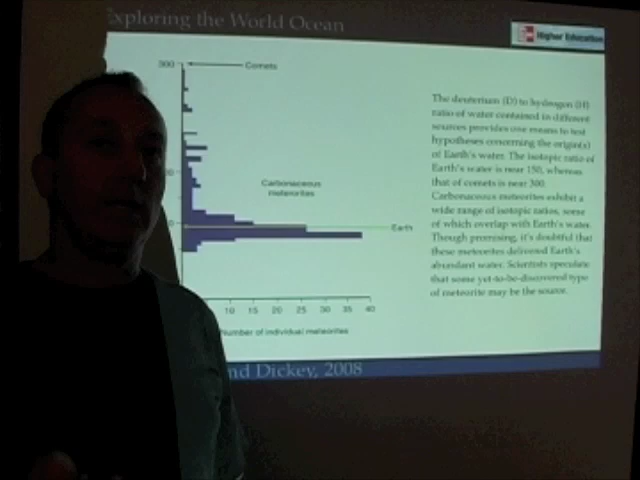 Exploring the World Ocean
Higher Education
300
Comets
Carbonaceous
meteorites
Earth
10 15 20 25 30 35 40
Number of individual meteorites
The deuterium (D) to hydrogen (H)
ratio of water contained in different
sources provides one means to test
hypotheses concerning the origin(s)
of Earth's water. The isotopic ratio of
Earth's water is near 150, whereas
that of comets is near 300.
Carbonaceous meteorites exhibit a
wide range of isotopic ratios, some
of which overlap with Earth's water.
Though promising, it's doubtful that
these meteorites delivered Earth's
abundant water. Scientists speculate
that some yet-to-be-discovered type
of meteorite may be the source.
and Dickey, 2008